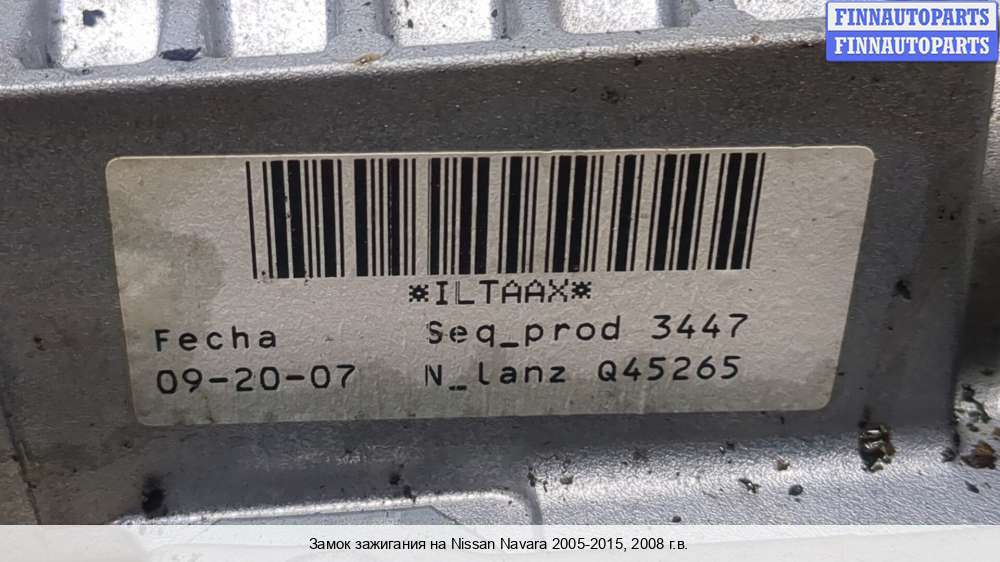 FINNAUTOPARTS
FINNAUTOPARTS
*ILTAAX*
Fecha Seq_prod 3447
09-20-07 N_lanz Q45265
Замок зажигания на Nissan Navara 2005-2015, 2008 г.в.